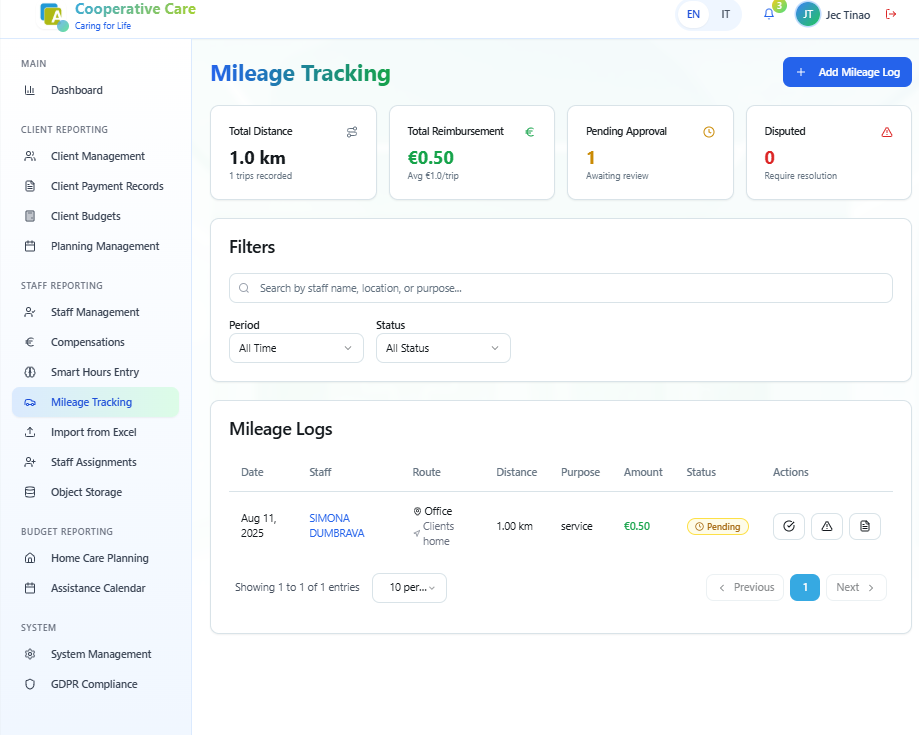 Cooperative Care
Caring for Life
EN
IT
3
JT
Jec Tinao
MAIN
Dashboard
CLIENT REPORTING
Client Management
Client Payment Records
Client Budgets
Planning Management
STAFF REPORTING
Staff Management
Compensations
Smart Hours Entry
Mileage Tracking
Import from Excel
Staff Assignments
Object Storage
BUDGET REPORTING
Home Care Planning
Assistance Calendar
SYSTEM
System Management
GDPR Compliance
Mileage Tracking
+ Add Mileage Log
Total Distance
1.0 km
1 trips recorded
Total Reimbursement
€
€0.50
Avg €1.0/trip
Pending Approval
1
Awaiting review
Disputed
0
Require resolution
Filters
Search by staff name, location, or purpose...
Period
All Time
Status
All Status
Mileage Logs
Date Staff Route Distance Purpose Amount Status Actions
Aug 11,
2025
SIMONA
DUMBRAVA
Office
Clients
home
1.00 km
service
€0.50
Pending
Showing 1 to 1 of 1 entries
10 per...
Previous
1
Next